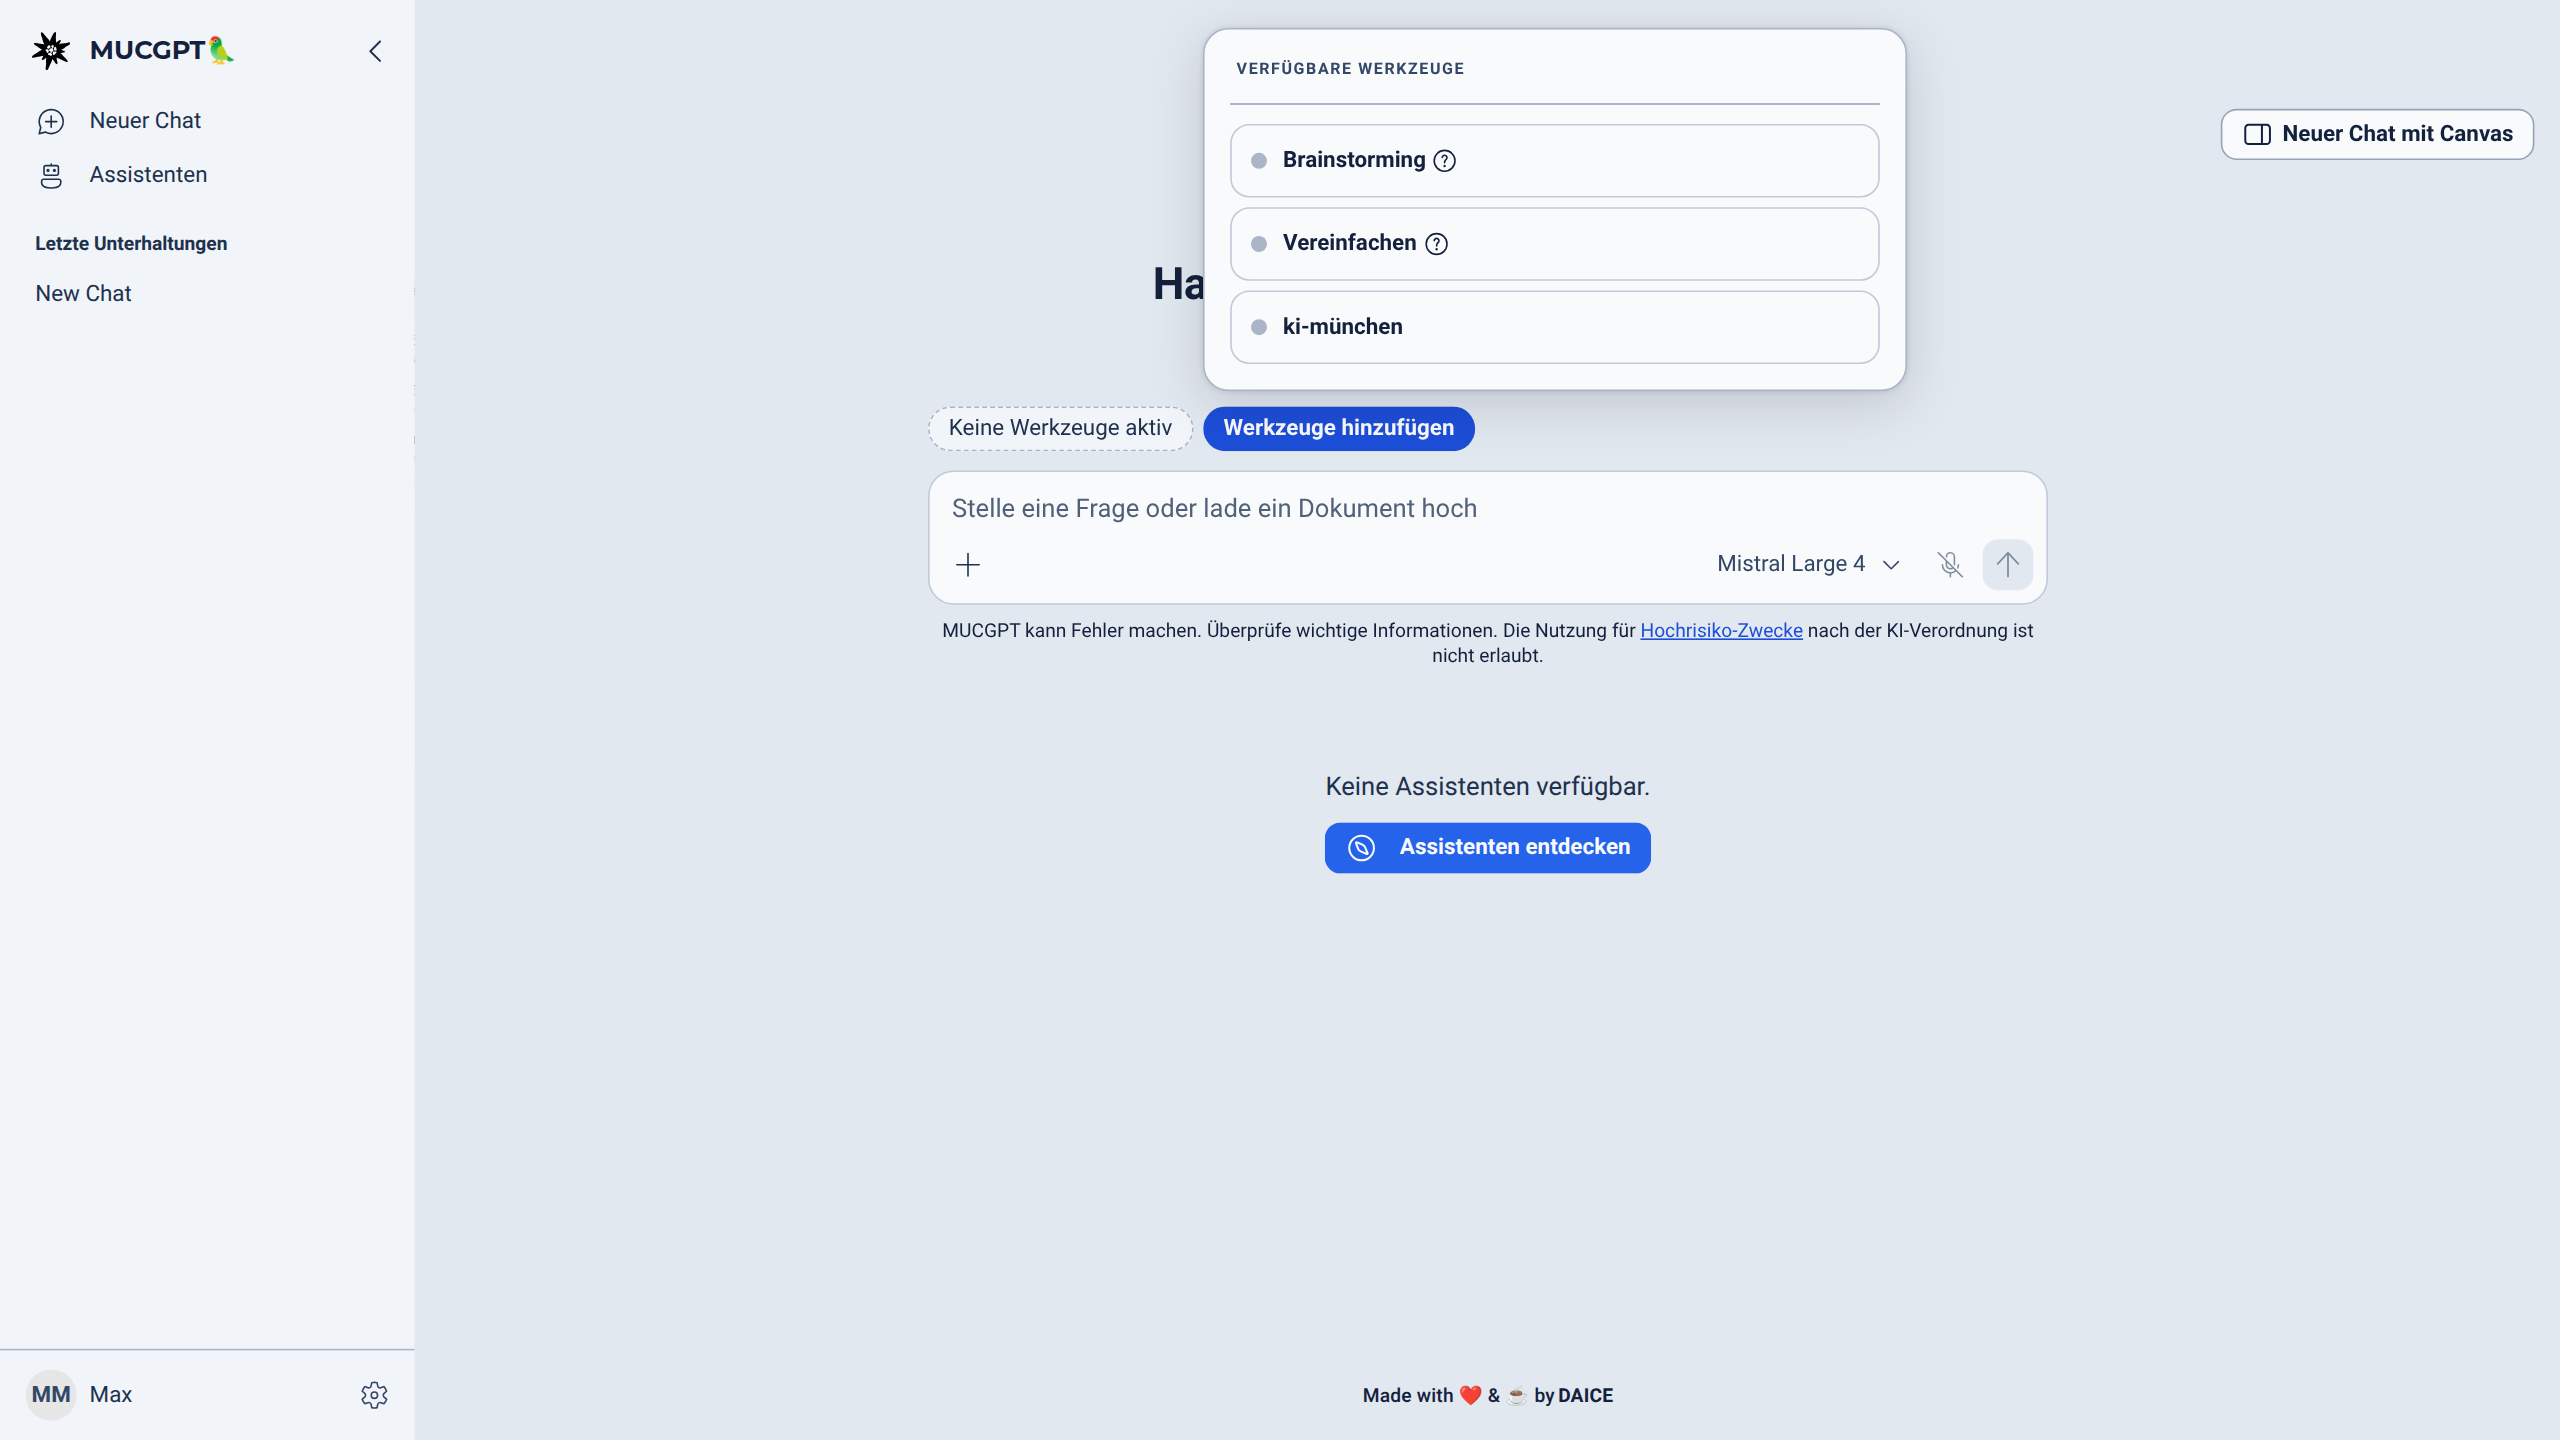 MUCGPT
Neuer Chat
Assistenten
Letzte Unterhaltungen
New Chat
MM Max
VERFÜGBARE WERKZEUGE
Brainstorming
Vereinfachen
ki-münchen
Neuer Chat mit Canvas
Ha
Keine Werkzeuge aktiv
Werkzeuge hinzufügen
Stelle eine Frage oder lade ein Dokument hoch
Mistral Large 4
MUCGPT kann Fehler machen. Überprüfe wichtige Informationen. Die Nutzung für Hochrisiko-Zwecke nach der KI-Verordnung ist
nicht erlaubt.
Keine Assistenten verfügbar.
Assistenten entdecken
Made with ❤️ & ☕ by DAICE